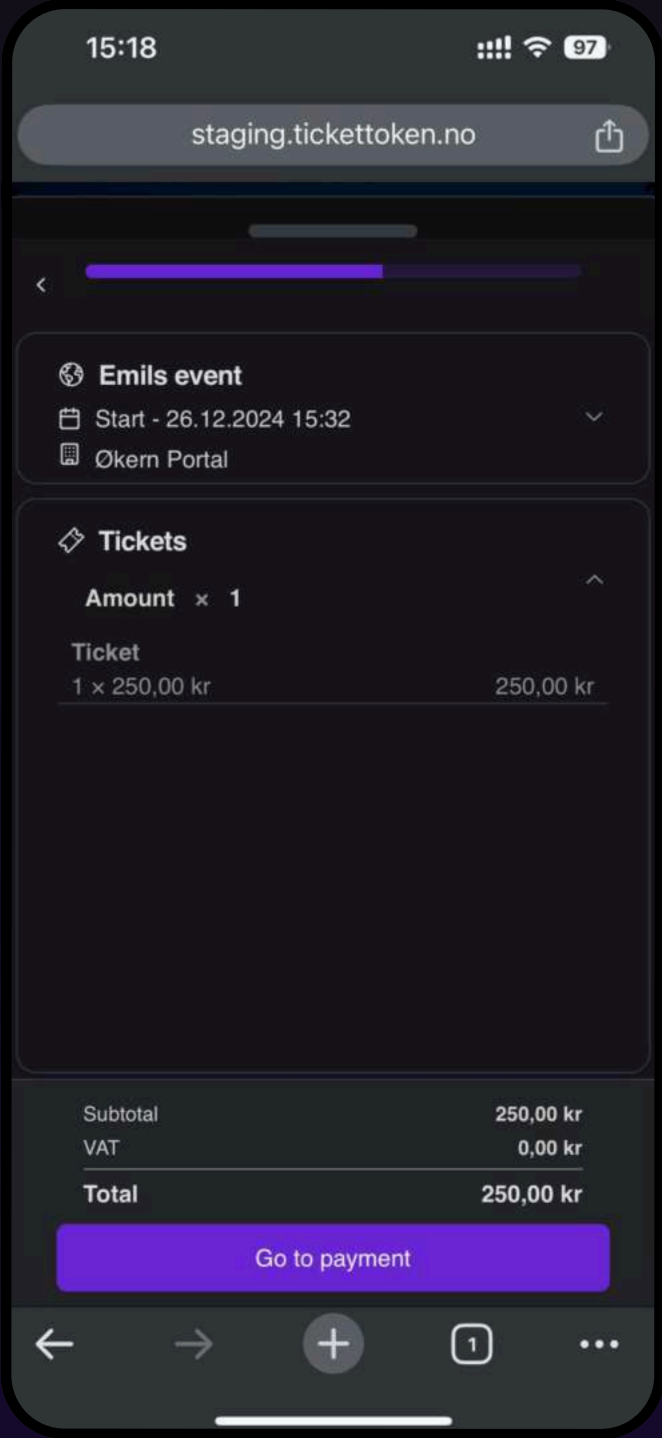 15:18
97
staging.tickettoken.no
Emils event
Start - 26.12.2024 15:32
Økern Portal
Tickets
Amount × 1
Ticket
1 × 250,00 kr 250,00 kr
Subtotal 250,00 kr
VAT 0,00 kr
Total 250,00 kr
Go to payment
1